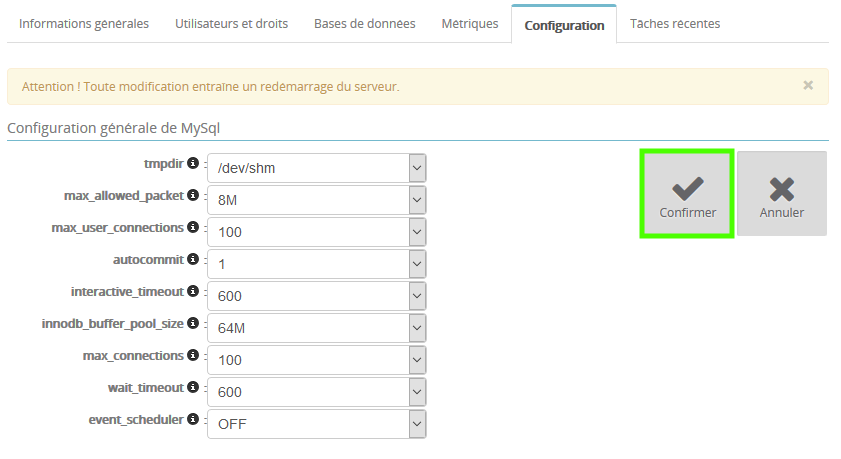 Informations générales Utilisateurs et droits Bases de données Métriques Configuration Tâches récentes
Attention ! Toute modification entraîne un redémarrage du serveur. ×
Configuration générale de MySql
tmpdir : /dev/shm
max_allowed_packet : 8M
max_user_connections : 100
autocommit : 1
interactive_timeout : 600
innodb_buffer_pool_size : 64M
max_connections : 100
wait_timeout : 600
event_scheduler : OFF
Confirmer Annuler